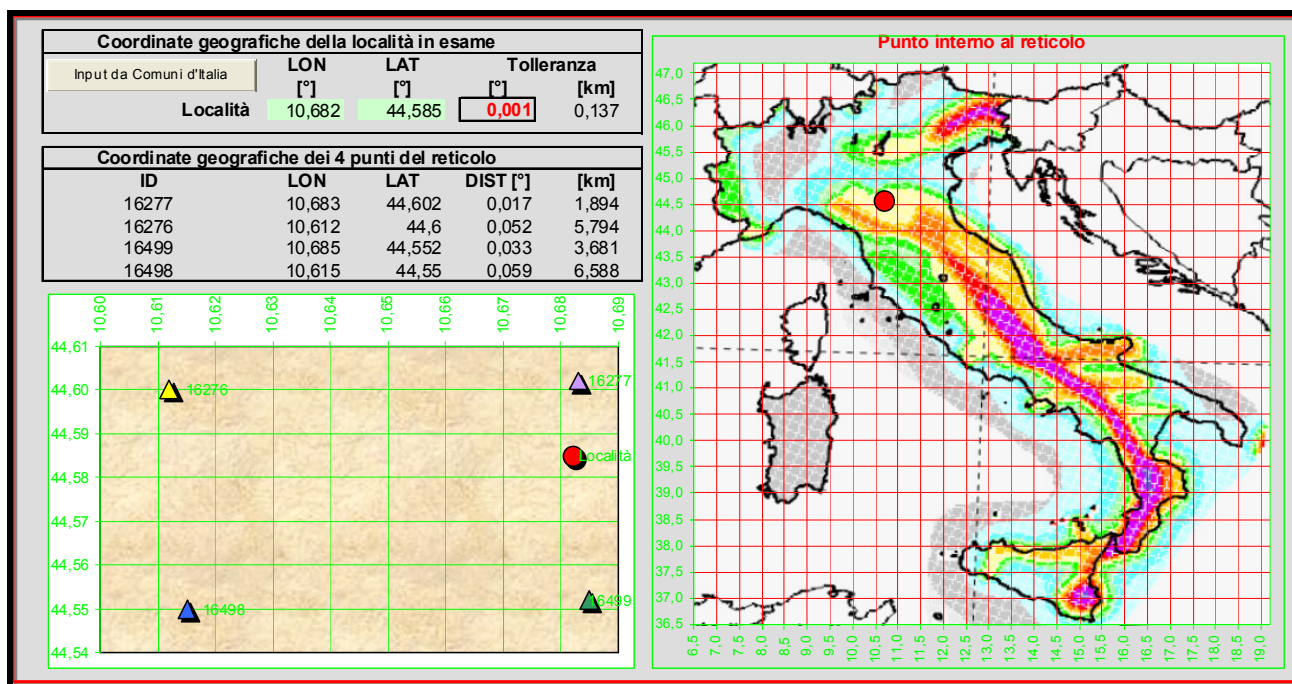 Coordinate geografiche della località in esame
Input da Comuni d'Italia LON LAT Tolleranza
[°] [°] [°] [km]
Località 10,682 44,585 0,001 0,137
Coordinate geografiche dei 4 punti del reticolo
ID LON LAT DIST [°] [km]
16277 10,683 44,602 0,017 1,894
16276 10,612 44,6 0,052 5,794
16499 10,685 44,552 0,033 3,681
16498 10,615 44,55 0,059 6,588
10,60 10,61 10,62 10,63 10,64 10,65 10,66 10,67 10,68 10,69
44,61
44,60
44,59
44,58
44,57
44,56
44,55
44,54
16276
16277
Località
16498
16499
Punto interno al reticolo
47,0
46,5
46,0
45,5
45,0
44,5
44,0
43,5
43,0
42,5
42,0
41,5
41,0
40,5
40,0
39,5
39,0
38,5
38,0
37,5
37,0
36,5
6,5 7,0 7,5 8,0 8,5 9,0 9,5 10,0 10,5 11,0 11,5 12,0 12,5 13,0 13,5 14,0 14,5 15,0 15,5 16,0 16,5 17,0 17,5 18,0 18,5 19,0